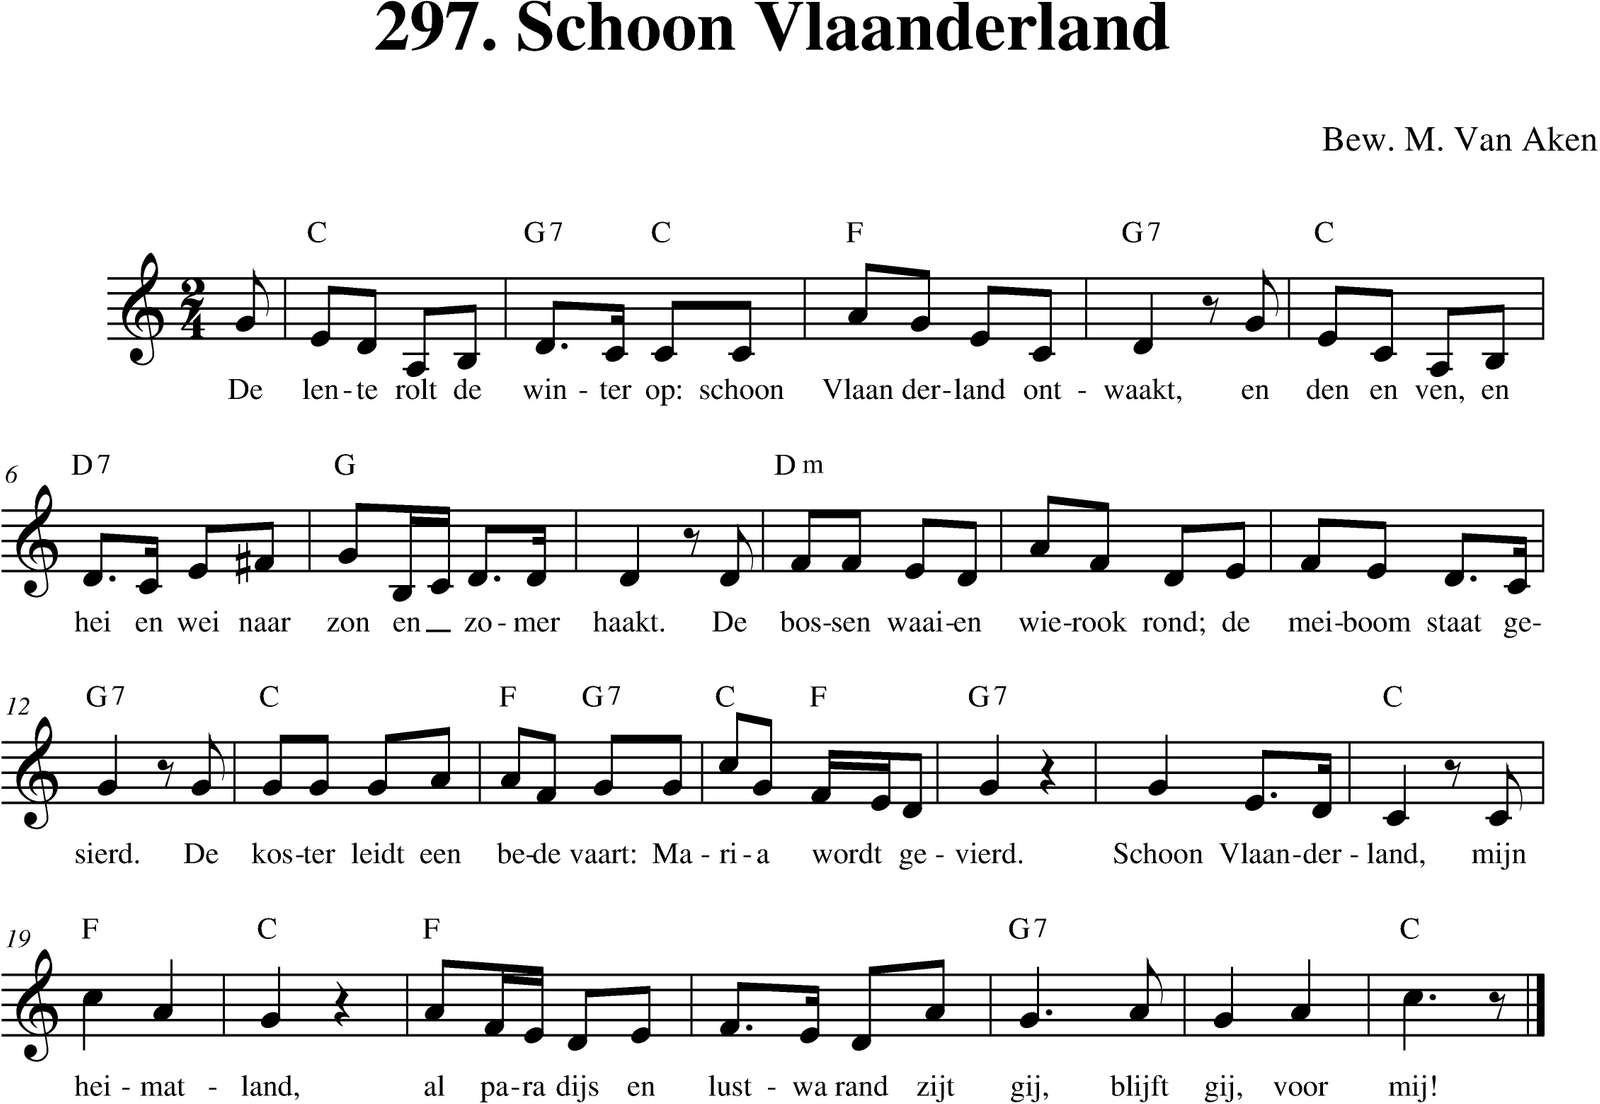 297. Schoon Vlaanderland
Bew. M. Van Aken
C G7 C F G7 C
2
4
De len-te rolt de win - ter op: schoon Vlaan der-land ont - waakt, en den en ven, en
6
D7 G Dm
hei en wei naar zon en _ zo - mer haakt. De bos-sen waai-en wie-rook rond; de mei-boom staat ge-
12
G7 C F G7 C F G7 C
sierd. De kos-ter leidt een be-de vaart: Ma - ri - a wordt ge - vierd. Schoon Vlaan-der - land, mijn
19
F C F G7 C
hei - mat - land, al pa-ra dijs en lust - wa rand zijt gij, blijft gij, voor mij!